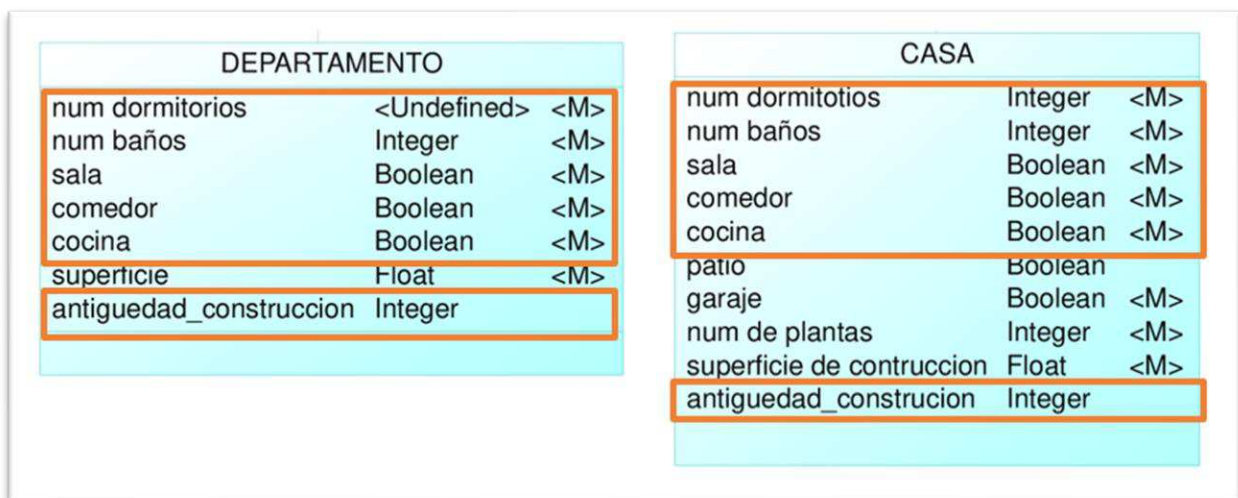 DEPARTAMENTO
num dormitorios <Undefined> <M>
num baños Integer <M>
sala Boolean <M>
comedor Boolean <M>
cocina Boolean <M>
superficie Float <M>
antiguedad_construccion Integer
CASA
num dormitotios Integer <M>
num baños Integer <M>
sala Boolean <M>
comedor Boolean <M>
cocina Boolean <M>
patio Boolean
garaje Boolean <M>
num de plantas Integer <M>
superficie de contruccion Float <M>
antiguedad_construcion Integer